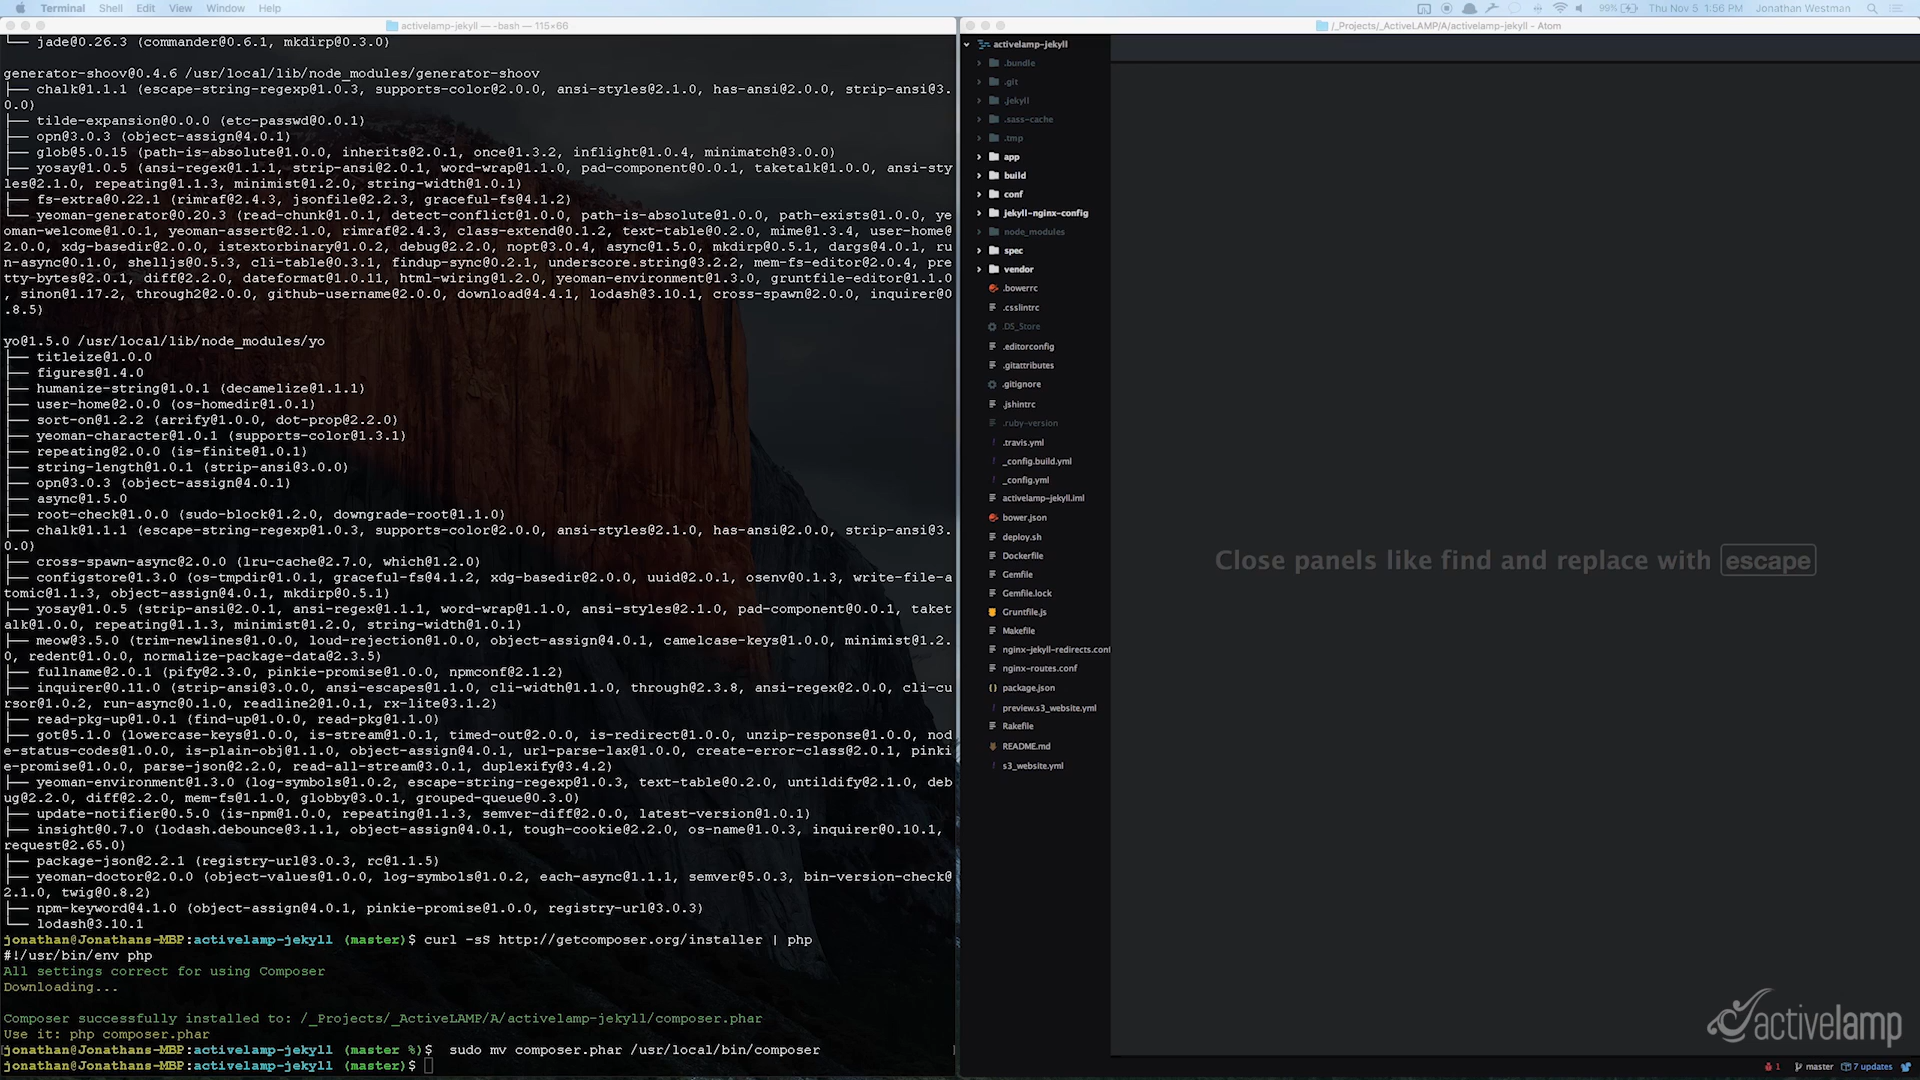 Terminal Shell Edit View Window Help
99% Thu Nov 5 1:56 PM Jonathan Westman
activelamp-jekyll — -bash — 115×66
└── jade@0.26.3 (commander@0.6.1, mkdirp@0.3.0)
generator-shoov@0.4.6 /usr/local/lib/node_modules/generator-shoov
├── chalk@1.1.1 (escape-string-regexp@1.0.3, supports-color@2.0.0, ansi-styles@2.1.0, has-ansi@2.0.0, strip-ansi@3.
0.0)
├── tilde-expansion@0.0.0 (etc-passwd@0.0.1)
├── opn@3.0.3 (object-assign@4.0.1)
├── glob@5.0.15 (path-is-absolute@1.0.0, inherits@2.0.1, once@1.3.2, inflight@1.0.4, minimatch@3.0.0)
├── yosay@1.0.5 (ansi-regex@1.1.1, strip-ansi@2.0.1, word-wrap@1.1.0, pad-component@0.0.1, taketalk@1.0.0, ansi-sty
les@2.1.0, repeating@1.1.3, minimist@1.2.0, string-width@1.0.1)
├── fs-extra@0.22.1 (rimraf@2.4.3, jsonfile@2.2.3, graceful-fs@4.1.2)
└── yeoman-generator@0.20.3 (read-chunk@1.0.1, detect-conflict@1.0.0, path-is-absolute@1.0.0, path-exists@1.0.0, ye
oman-welcome@1.0.1, yeoman-assert@2.1.0, rimraf@2.4.3, class-extend@0.1.2, text-table@0.2.0, mime@1.3.4, user-home@
2.0.0, xdg-basedir@2.0.0, istextorbinary@1.0.2, debug@2.2.0, nopt@3.0.4, async@1.5.0, mkdirp@0.5.1, dargs@4.0.1, ru
n-async@0.1.0, shelljs@0.5.3, cli-table@0.3.1, findup-sync@0.2.1, underscore.string@3.2.2, mem-fs-editor@2.0.4, pre
tty-bytes@2.0.1, diff@2.2.0, dateformat@1.0.11, html-wiring@1.2.0, yeoman-environment@1.3.0, gruntfile-editor@1.1.0
, sinon@1.17.2, through2@2.0.0, github-username@2.0.0, download@4.4.1, lodash@3.10.1, cross-spawn@2.0.0, inquirer@0
.8.5)
yo@1.5.0 /usr/local/lib/node_modules/yo
├── titleize@1.0.0
├── figures@1.4.0
├── humanize-string@1.0.1 (decamelize@1.1.1)
├── user-home@2.0.0 (os-homedir@1.0.1)
├── sort-on@1.2.2 (arrify@1.0.0, dot-prop@2.2.0)
├── yeoman-character@1.0.1 (supports-color@1.3.1)
├── repeating@2.0.0 (is-finite@1.0.1)
├── string-length@1.0.1 (strip-ansi@3.0.0)
├── opn@3.0.3 (object-assign@4.0.1)
├── async@1.5.0
├── root-check@1.0.0 (sudo-block@1.2.0, downgrade-root@1.1.0)
├── chalk@1.1.1 (escape-string-regexp@1.0.3, supports-color@2.0.0, ansi-styles@2.1.0, has-ansi@2.0.0, strip-ansi@3.
0.0)
├── cross-spawn-async@2.0.0 (lru-cache@2.7.0, which@1.2.0)
├── configstore@1.3.0 (os-tmpdir@1.0.1, graceful-fs@4.1.2, xdg-basedir@2.0.0, uuid@2.0.1, osenv@0.1.3, write-file-a
tomic@1.1.3, object-assign@4.0.1, mkdirp@0.5.1)
├── yosay@1.0.5 (strip-ansi@2.0.1, ansi-regex@1.1.1, word-wrap@1.1.0, ansi-styles@2.1.0, pad-component@0.0.1, taket
alk@1.0.0, repeating@1.1.3, minimist@1.2.0, string-width@1.0.1)
├── meow@3.5.0 (trim-newlines@1.0.0, loud-rejection@1.0.0, object-assign@4.0.1, camelcase-keys@1.0.0, minimist@1.2.
0, redent@1.0.0, normalize-package-data@2.3.5)
├── fullname@2.0.1 (pify@2.3.0, pinkie-promise@1.0.0, npmconf@2.1.2)
├── inquirer@0.11.0 (strip-ansi@3.0.0, ansi-escapes@1.1.0, cli-width@1.1.0, through@2.3.8, ansi-regex@2.0.0, cli-cu
rsor@1.0.2, run-async@0.1.0, readline2@1.0.1, rx-lite@3.1.2)
├── read-pkg-up@1.0.1 (find-up@1.0.0, read-pkg@1.1.0)
├── got@5.1.0 (lowercase-keys@1.0.0, is-stream@1.0.1, timed-out@2.0.0, is-redirect@1.0.0, unzip-response@1.0.0, nod
e-status-codes@1.0.0, is-plain-obj@1.1.0, object-assign@4.0.1, url-parse-lax@1.0.0, create-error-class@2.0.1, pinki
e-promise@1.0.0, parse-json@2.2.0, read-all-stream@3.0.1, duplexify@3.4.2)
├── yeoman-environment@1.3.0 (log-symbols@1.0.2, escape-string-regexp@1.0.3, text-table@0.2.0, untildify@2.1.0, deb
ug@2.2.0, diff@2.2.0, mem-fs@1.1.0, globby@3.0.1, grouped-queue@0.3.0)
├── update-notifier@0.5.0 (is-npm@1.0.0, repeating@1.1.3, semver-diff@2.0.0, latest-version@1.0.1)
├── insight@0.7.0 (lodash.debounce@3.1.1, object-assign@4.0.1, tough-cookie@2.2.0, os-name@1.0.3, inquirer@0.10.1,
request@2.65.0)
├── package-json@2.2.1 (registry-url@3.0.3, rc@1.1.5)
├── yeoman-doctor@2.0.0 (object-values@1.0.0, log-symbols@1.0.2, each-async@1.1.1, semver@5.0.3, bin-version-check@
2.1.0, twig@0.8.2)
├── npm-keyword@4.1.0 (object-assign@4.0.1, pinkie-promise@1.0.0, registry-url@3.0.3)
└── lodash@3.10.1
jonathan@Jonathans-MBP:activelamp-jekyll (master)$ curl -sS http://getcomposer.org/installer | php
#!/usr/bin/env php
All settings correct for using Composer
Downloading...
Composer successfully installed to: /_Projects/_ActiveLAMP/A/activelamp-jekyll/composer.phar
Use it: php composer.phar
jonathan@Jonathans-MBP:activelamp-jekyll (master %)$  sudo mv composer.phar /usr/local/bin/composer
jonathan@Jonathans-MBP:activelamp-jekyll (master)$
/_Projects/_ActiveLAMP/A/activelamp-jekyll - Atom
activelamp-jekyll
.bundle
.git
.jekyll
.sass-cache
.tmp
app
build
conf
jekyll-nginx-config
node_modules
spec
vendor
.bowerrc
.csslintrc
.DS_Store
.editorconfig
.gitattributes
.gitignore
.jshintrc
.ruby-version
.travis.yml
_config.build.yml
_config.yml
activelamp-jekyll.iml
bower.json
deploy.sh
Dockerfile
Gemfile
Gemfile.lock
Gruntfile.js
Makefile
nginx-jekyll-redirects.conf
nginx-routes.conf
package.json
preview.s3_website.yml
Rakefile
README.md
s3_website.yml
Close panels like find and replace with escape
activelamp
1 master 7 updates